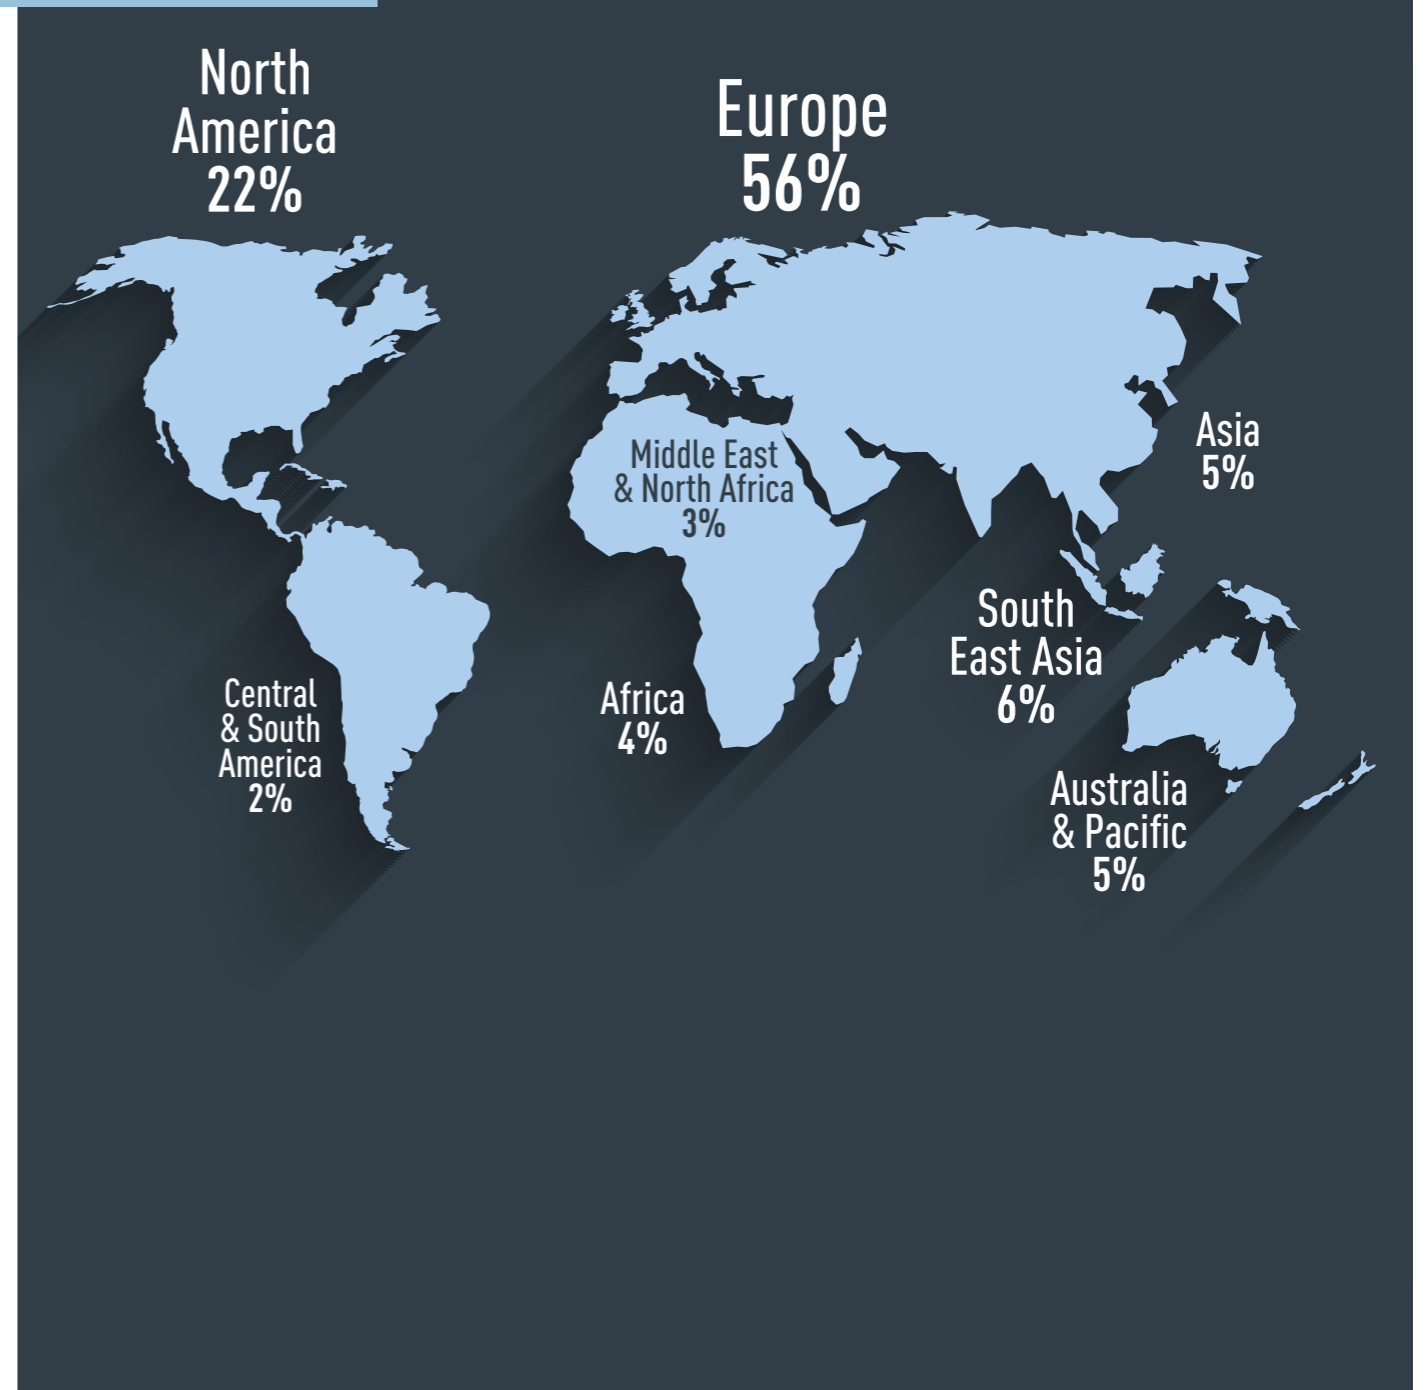 North
America
22%
Europe
56%
Middle East
& North Africa
3%
Asia
5%
South
East Asia
6%
Central
& South
America
2%
Africa
4%
Australia
& Pacific
5%